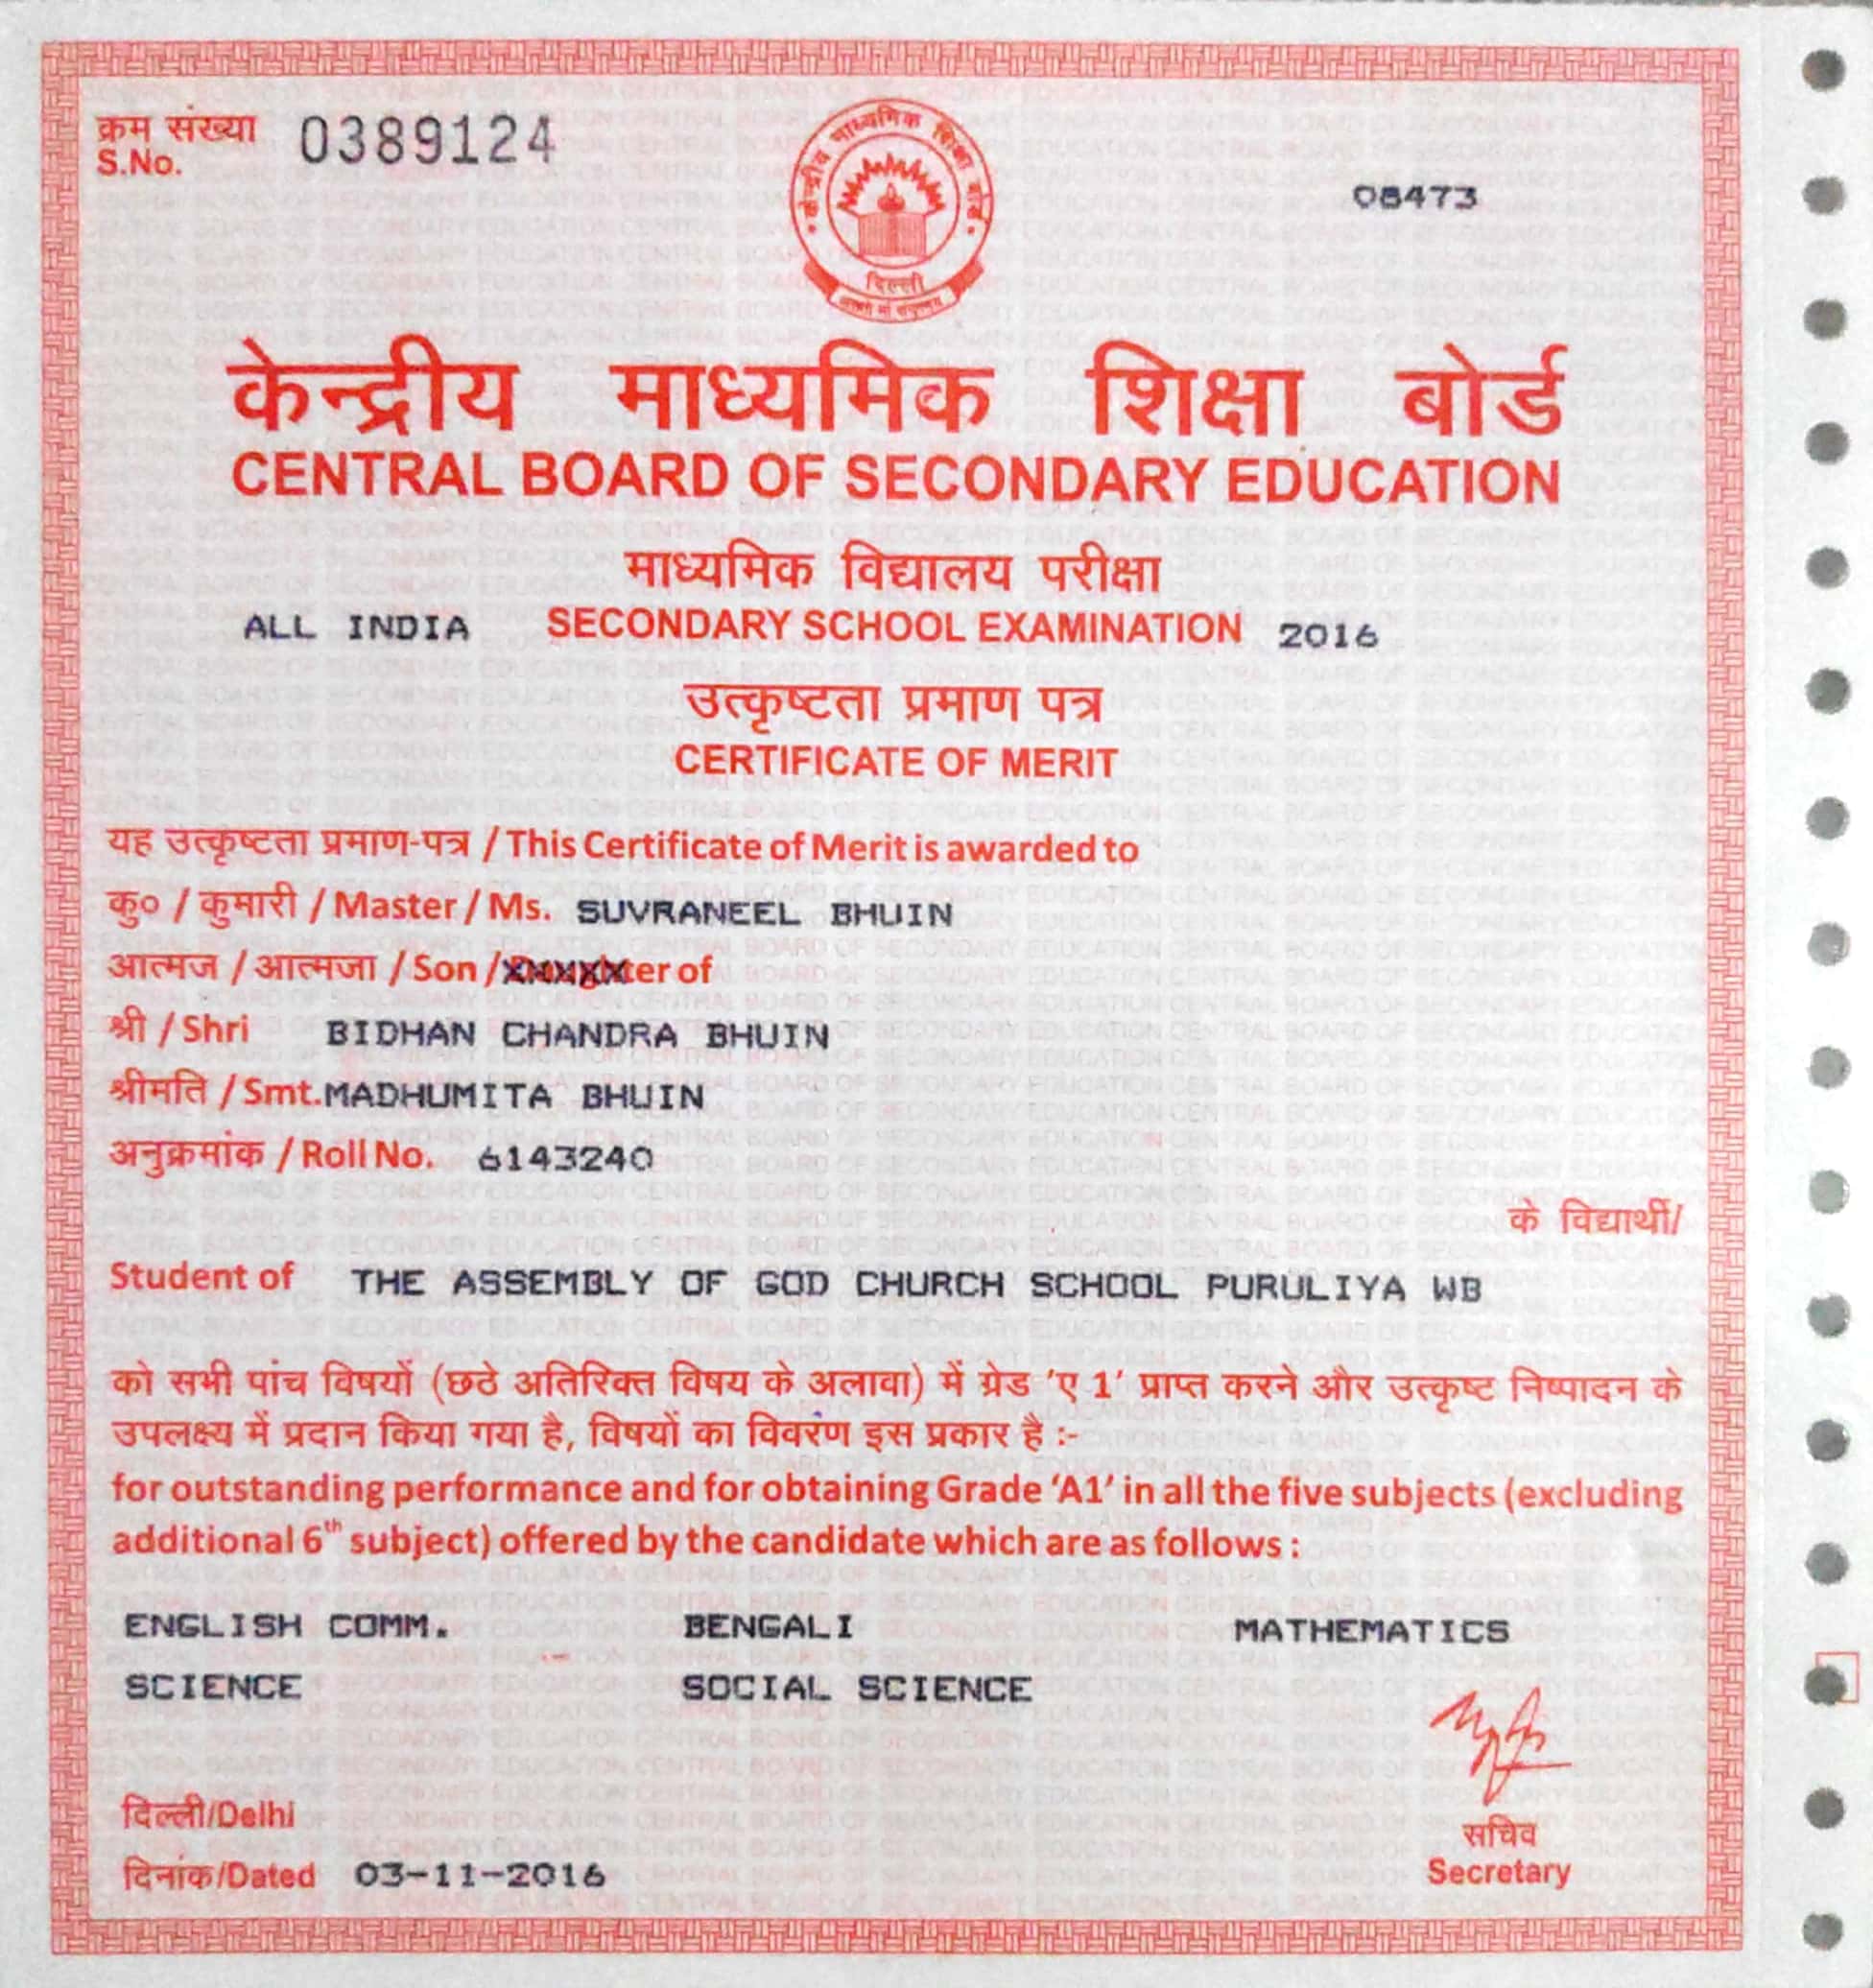 क्रम संख्या
S.No. 0389124
केन्द्रीय माध्यमिक शिक्षा बोर्ड
दिल्ली
08473
केन्द्रीय माध्यमिक शिक्षा बोर्ड
CENTRAL BOARD OF SECONDARY EDUCATION
माध्यमिक विद्यालय परीक्षा
ALL INDIA SECONDARY SCHOOL EXAMINATION 2016
उत्कृष्टता प्रमाण पत्र
CERTIFICATE OF MERIT
यह उत्कृष्टता प्रमाण-पत्र / This Certificate of Merit is awarded to
कु० / कुमारी / Master / Ms. SUVRANEEL BHUIN
आत्मज / आत्मजा / Son / Daughter of
श्री / Shri BIDHAN CHANDRA BHUIN
श्रीमति / Smt. MADHUMITA BHUIN
अनुक्रमांक / Roll No. 6143240
के विद्यार्थी/
Student of THE ASSEMBLY OF GOD CHURCH SCHOOL PURULIYA WB
को सभी पांच विषयों (छठे अतिरिक्त विषय के अलावा) में ग्रेड 'ए 1' प्राप्त करने और उत्कृष्ट निष्पादन के
उपलक्ष्य में प्रदान किया गया है, विषयों का विवरण इस प्रकार है :-
for outstanding performance and for obtaining Grade 'A1' in all the five subjects (excluding
additional 6th subject) offered by the candidate which are as follows :
ENGLISH COMM. BENGALI MATHEMATICS
SCIENCE SOCIAL SCIENCE
दिल्ली/Delhi
दिनांक/Dated 03-11-2016
सचिव
Secretary